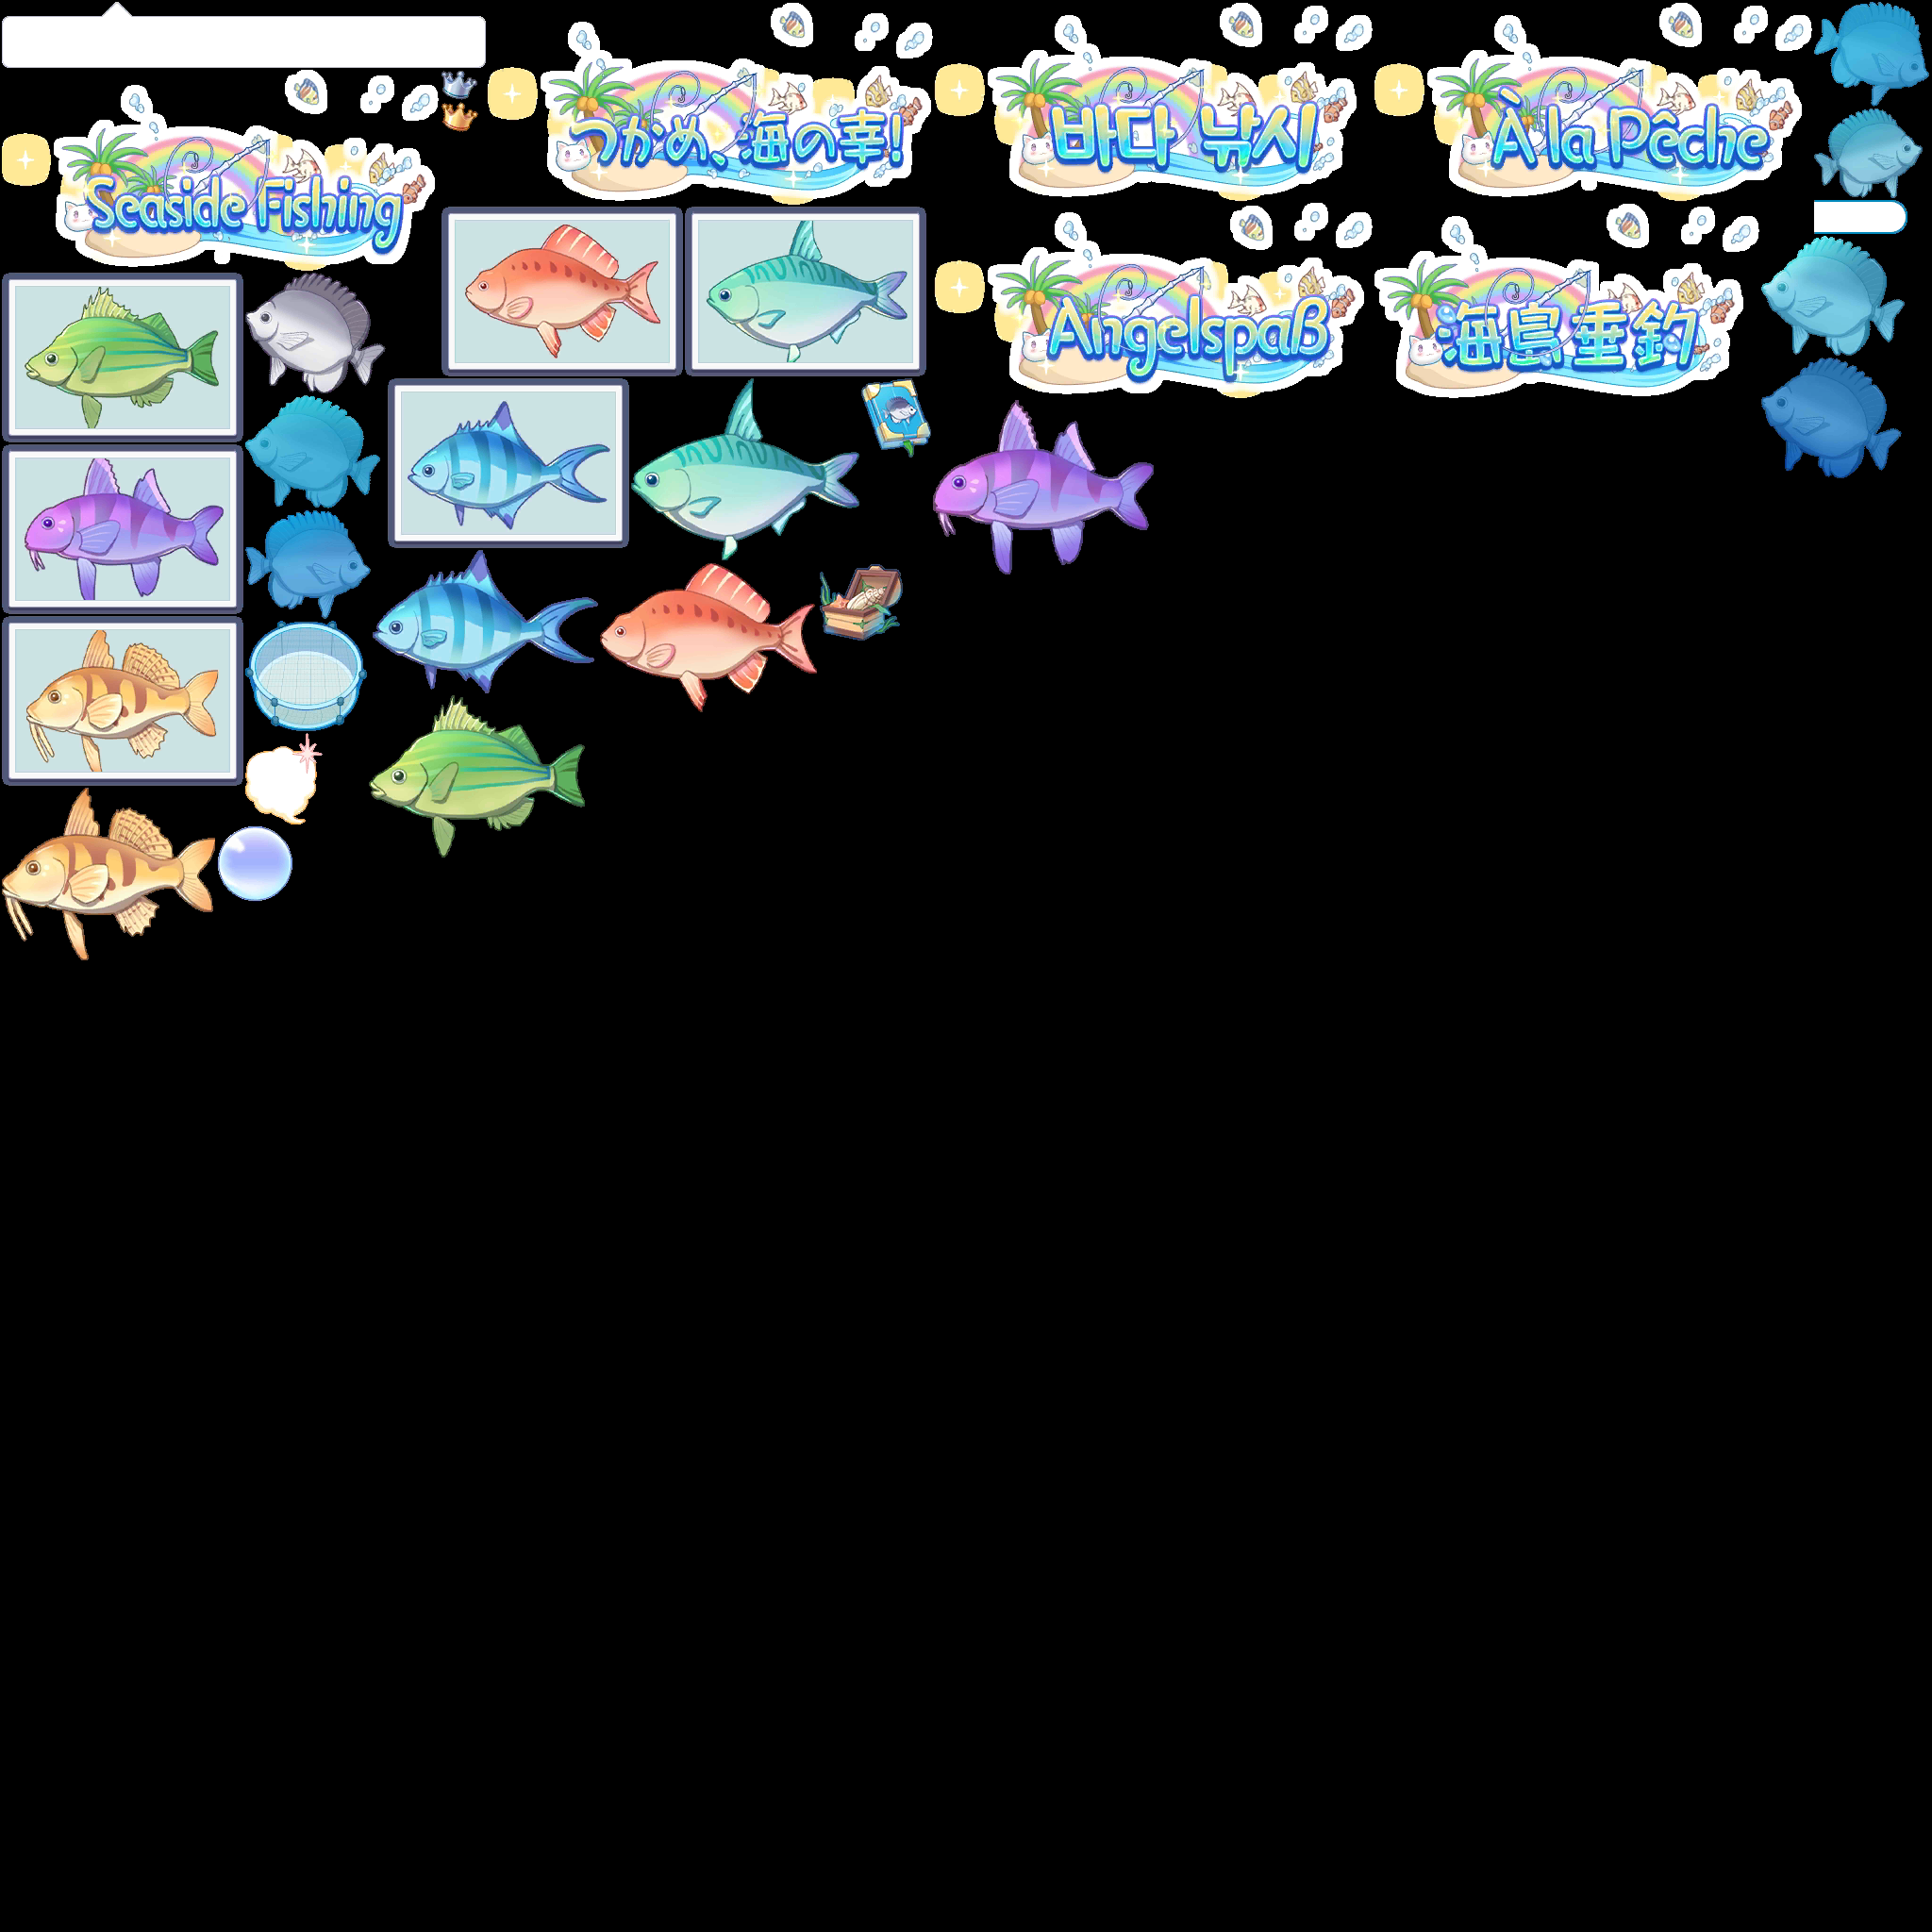 つかめ、海の幸!
바다 낚시
À la Pêche
Seaside Fishing
Angelspaß
海島垂釣